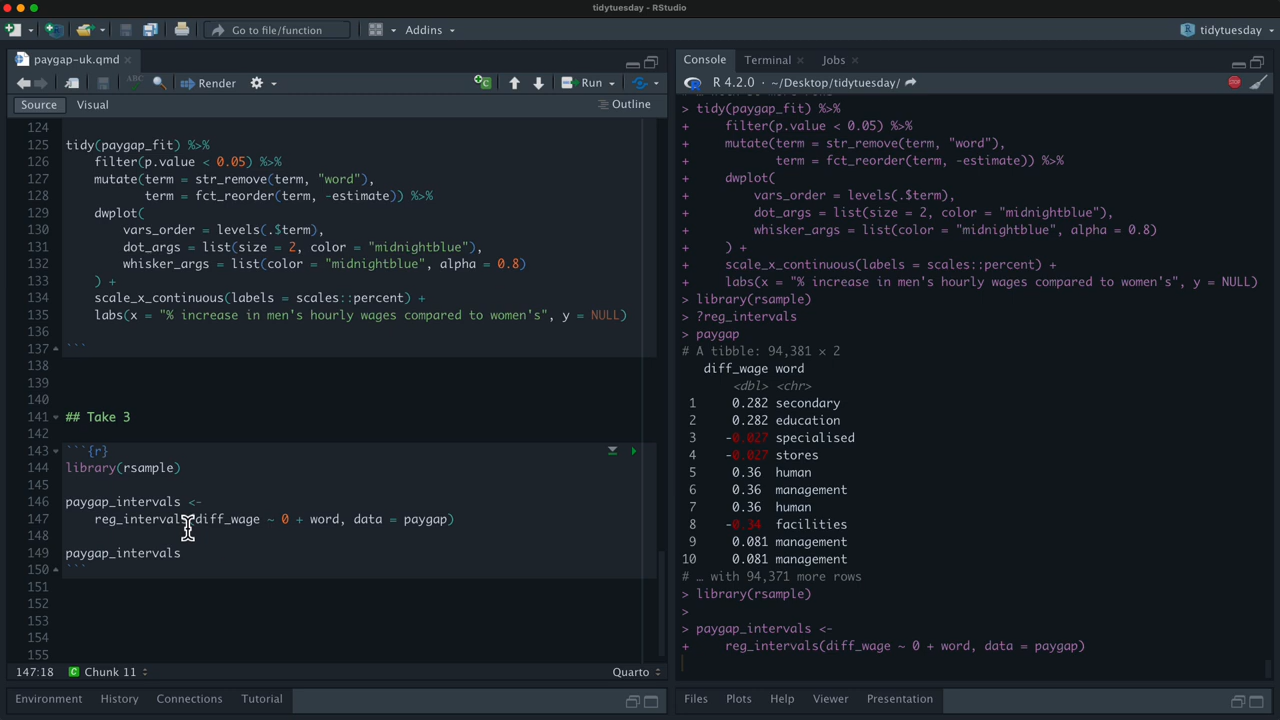 tidytuesday - RStudio
Go to file/function
Addins
tidytuesday
paygap-uk.qmd
ABC
Render
Run
Source
Visual
Outline
124
125 tidy(paygap_fit) %>%
126 filter(p.value < 0.05) %>%
127 mutate(term = str_remove(term, "word"),
128 term = fct_reorder(term, -estimate)) %>%
129 dwplot(
130 vars_order = levels(.$term),
131 dot_args = list(size = 2, color = "midnightblue"),
132 whisker_args = list(color = "midnightblue", alpha = 0.8)
133 ) +
134 scale_x_continuous(labels = scales::percent) +
135 labs(x = "% increase in men's hourly wages compared to women's", y = NULL)
136
137 ```
138
139
140
141 ## Take 3
142
143 ```{r}
144 library(rsample)
145
146 paygap_intervals <-
147 reg_intervals(diff_wage ~ 0 + word, data = paygap)
148
149 paygap_intervals
150 ```
151
152
153
154
155
147:18
Chunk 11
Quarto
Environment
History
Connections
Tutorial
Console
Terminal
Jobs
R 4.2.0 · ~/Desktop/tidytuesday/
> tidy(paygap_fit) %>%
+ filter(p.value < 0.05) %>%
+ mutate(term = str_remove(term, "word"),
+ term = fct_reorder(term, -estimate)) %>%
+ dwplot(
+ vars_order = levels(.$term),
+ dot_args = list(size = 2, color = "midnightblue"),
+ whisker_args = list(color = "midnightblue", alpha = 0.8)
+ ) +
+ scale_x_continuous(labels = scales::percent) +
+ labs(x = "% increase in men's hourly wages compared to women's", y = NULL)
> library(rsample)
> ?reg_intervals
> paygap
# A tibble: 94,381 × 2
diff_wage word
<dbl> <chr>
1 0.282 secondary
2 0.282 education
3 -0.027 specialised
4 -0.027 stores
5 0.36 human
6 0.36 management
7 0.36 human
8 -0.34 facilities
9 0.081 management
10 0.081 management
# … with 94,371 more rows
> library(rsample)
>
> paygap_intervals <-
+ reg_intervals(diff_wage ~ 0 + word, data = paygap)
Files
Plots
Help
Viewer
Presentation